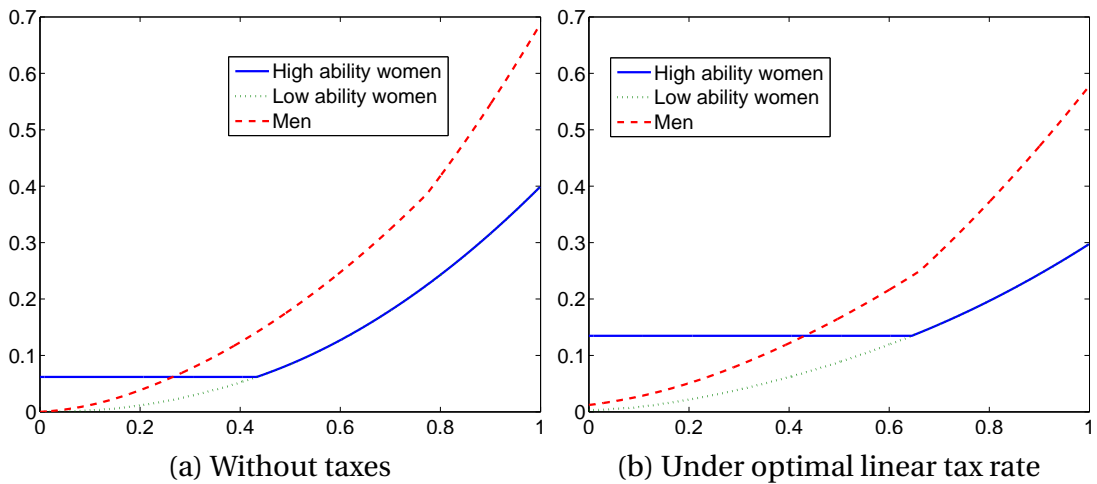 0.7
0.6
0.5
0.4
0.3
0.2
0.1
0
0 0.2 0.4 0.6 0.8 1
High ability women
Low ability women
Men
(a) Without taxes
0.7
0.6
0.5
0.4
0.3
0.2
0.1
0
0 0.2 0.4 0.6 0.8 1
High ability women
Low ability women
Men
(b) Under optimal linear tax rate